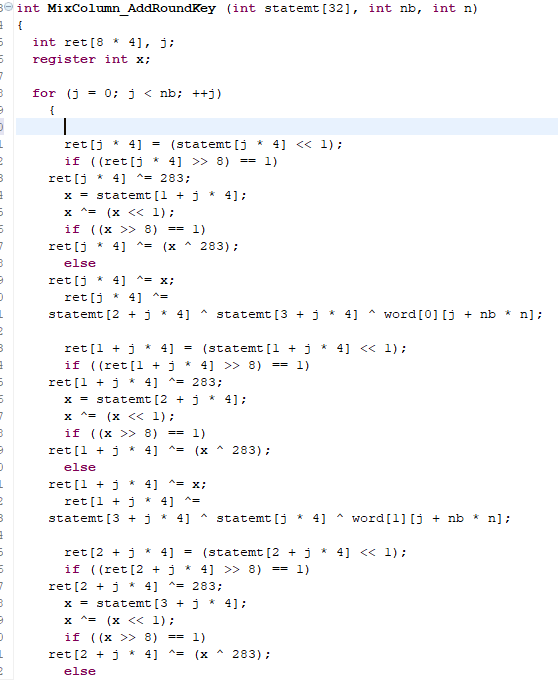 int MixColumn_AddRoundKey (int statemt[32], int nb, int n)
{
  int ret[8 * 4], j;
  register int x;

  for (j = 0; j < nb; ++j)
    {

      ret[j * 4] = (statemt[j * 4] << 1);
      if ((ret[j * 4] >> 8) == 1)
    ret[j * 4] ^= 283;
      x = statemt[1 + j * 4];
      x ^= (x << 1);
      if ((x >> 8) == 1)
    ret[j * 4] ^= (x ^ 283);
      else
    ret[j * 4] ^= x;
      ret[j * 4] ^=
    statemt[2 + j * 4] ^ statemt[3 + j * 4] ^ word[0][j + nb * n];

      ret[1 + j * 4] = (statemt[1 + j * 4] << 1);
      if ((ret[1 + j * 4] >> 8) == 1)
    ret[1 + j * 4] ^= 283;
      x = statemt[2 + j * 4];
      x ^= (x << 1);
      if ((x >> 8) == 1)
    ret[1 + j * 4] ^= (x ^ 283);
      else
    ret[1 + j * 4] ^= x;
      ret[1 + j * 4] ^=
    statemt[3 + j * 4] ^ statemt[j * 4] ^ word[1][j + nb * n];

      ret[2 + j * 4] = (statemt[2 + j * 4] << 1);
      if ((ret[2 + j * 4] >> 8) == 1)
    ret[2 + j * 4] ^= 283;
      x = statemt[3 + j * 4];
      x ^= (x << 1);
      if ((x >> 8) == 1)
    ret[2 + j * 4] ^= (x ^ 283);
      else